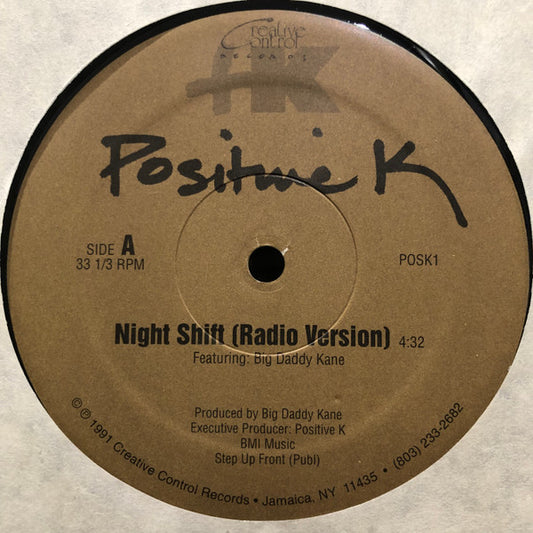 Creative
Control
RECORDS
+K
Positive K
SIDE A
33 1/3 RPM
POSK1
Night Shift (Radio Version) 4:32
Featuring: Big Daddy Kane
Produced by Big Daddy Kane
Executive Producer: Positive K
BMI Music
Step Up Front (Publ)
© ℗ 1991 Creative Control Records • Jamaica, NY 11435 • (803) 233-2682